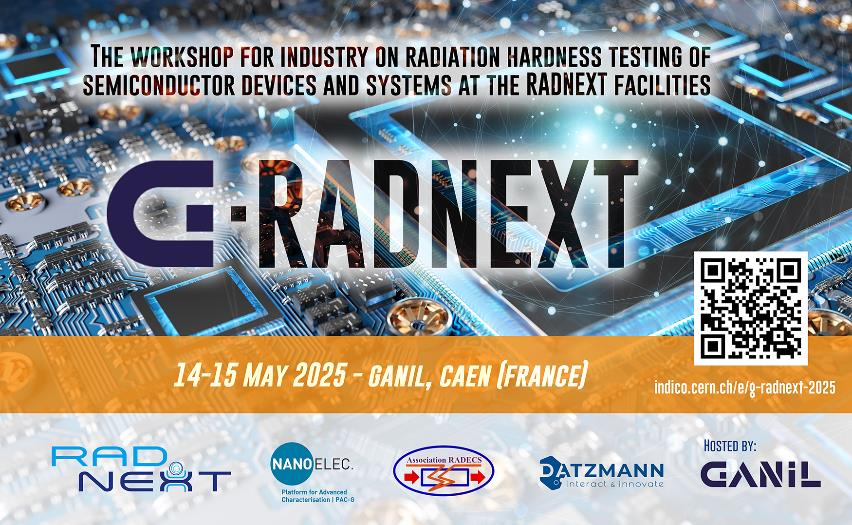 The workshop for industry on radiation hardness testing of
semiconductor devices and systems at the RADNEXT facilities
G-RADNEXT
14-15 May 2025 - GANIL, CAEN (FRANCE)
indico.cern.ch/e/g-radnext-2025
RAD
NEXT
NANOELEC.
Platform for Advanced
Characterisation | PAC-G
Association RADECS
DATZMANN
Interact & Innovate
Hosted by:
GANIL